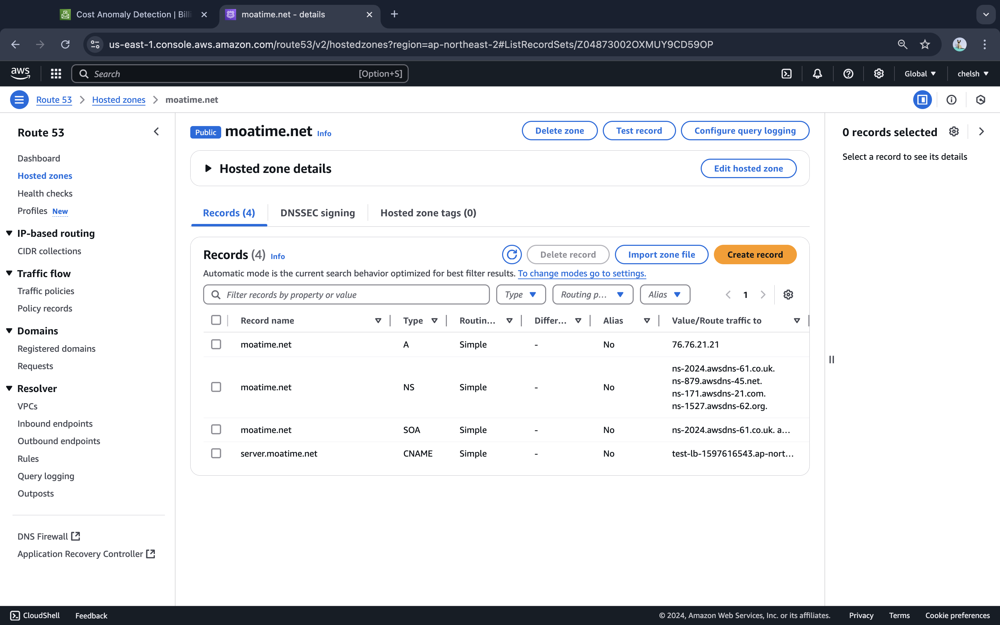 Cost Anomaly Detection | Billi
moatime.net - details
us-east-1.console.aws.amazon.com/route53/v2/hostedzones?region=ap-northeast-2#ListRecordSets/Z04873002OXMUY9CD59OP
aws
Search
[Option+S]
Global
chelsh
Route 53
Hosted zones
moatime.net
Route 53
Dashboard
Hosted zones
Health checks
Profiles New
IP-based routing
CIDR collections
Traffic flow
Traffic policies
Policy records
Domains
Registered domains
Requests
Resolver
VPCs
Inbound endpoints
Outbound endpoints
Rules
Query logging
Outposts
DNS Firewall
Application Recovery Controller
Public moatime.net Info
Delete zone
Test record
Configure query logging
Hosted zone details
Edit hosted zone
Records (4)
DNSSEC signing
Hosted zone tags (0)
Records (4) Info
Delete record
Import zone file
Create record
Automatic mode is the current search behavior optimized for best filter results. To change modes go to settings.
Filter records by property or value
Type
Routing p...
Alias
1
Record name Type Routin... Differ... Alias Value/Route traffic to
moatime.net A Simple - No 76.76.21.21
moatime.net NS Simple - No ns-2024.awsdns-61.co.uk.
ns-879.awsdns-45.net.
ns-171.awsdns-21.com.
ns-1527.awsdns-62.org.
moatime.net SOA Simple - No ns-2024.awsdns-61.co.uk. a...
server.moatime.net CNAME Simple - No test-lb-1597616543.ap-nort...
0 records selected
Select a record to see its details
CloudShell
Feedback
© 2024, Amazon Web Services, Inc. or its affiliates.
Privacy
Terms
Cookie preferences